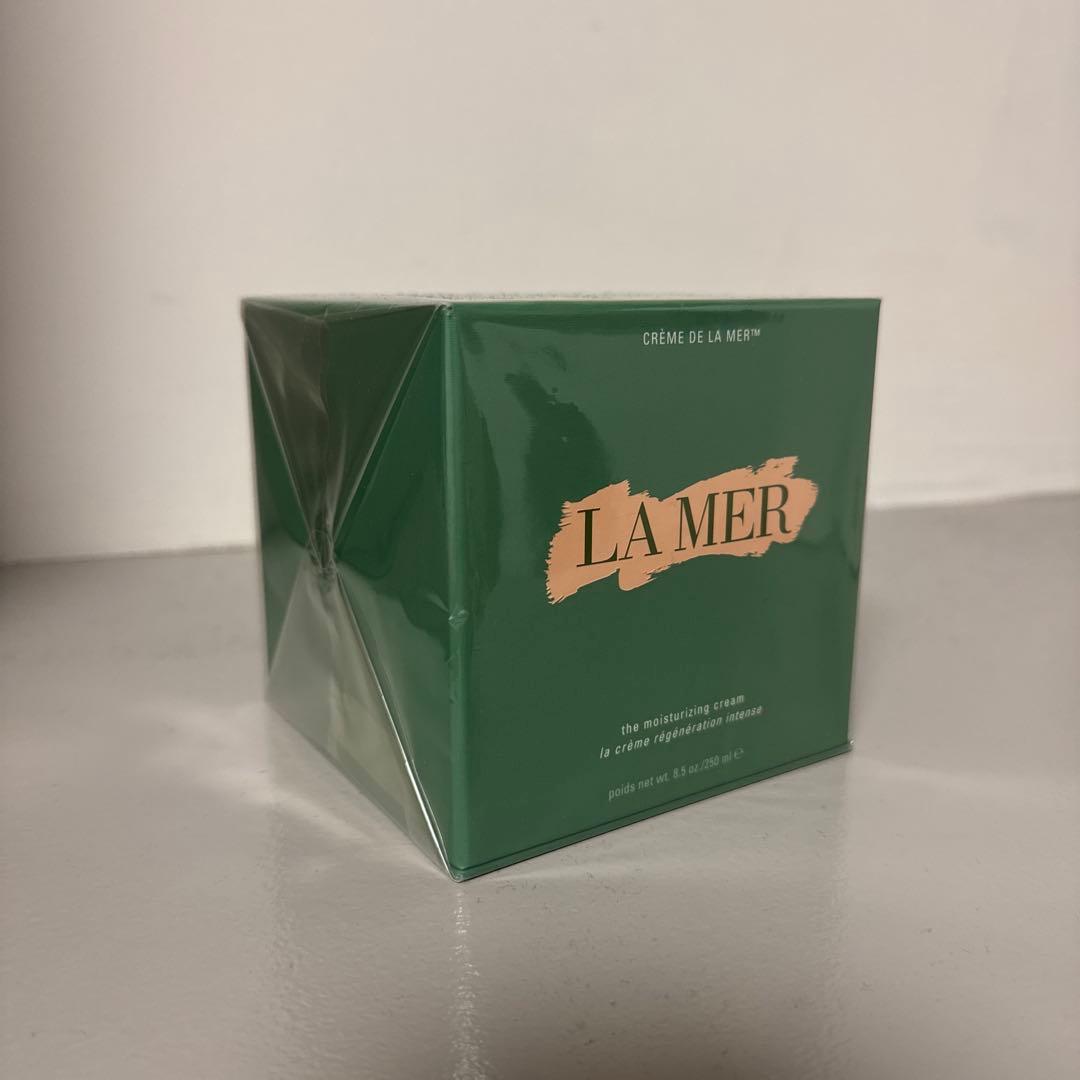 CRÈME DE LA MER™
LA MER
the moisturizing cream
la crème régénération intense
poids net wt. 8.5 oz./250 ml ℮